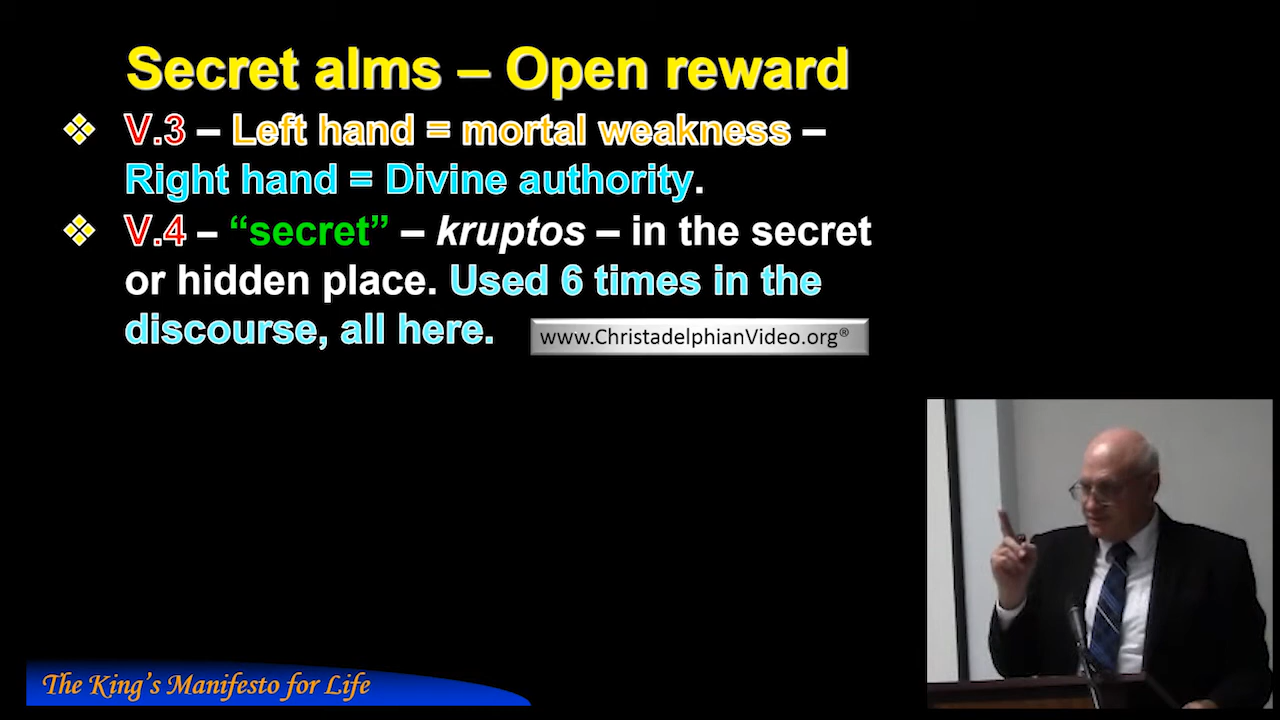 Secret alms – Open reward
V.3 – Left hand = mortal weakness –
Right hand = Divine authority.
V.4 – “secret” – kruptos – in the secret
or hidden place. Used 6 times in the
discourse, all here.
www.ChristadelphianVideo.org®
The King's Manifesto for Life